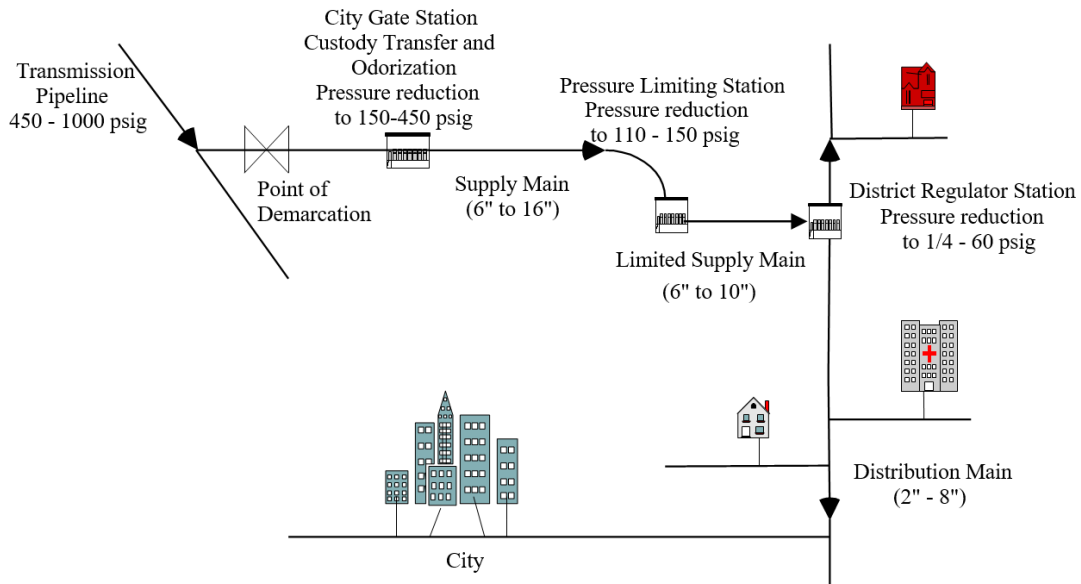 Transmission
Pipeline
450 - 1000 psig
City Gate Station
Custody Transfer and
Odorization
Pressure reduction
to 150-450 psig
Point of
Demarcation
Supply Main
(6" to 16")
Pressure Limiting Station
Pressure reduction
to 110 - 150 psig
Limited Supply Main
(6" to 10")
District Regulator Station
Pressure reduction
to 1/4 - 60 psig
Distribution Main
(2" - 8")
City